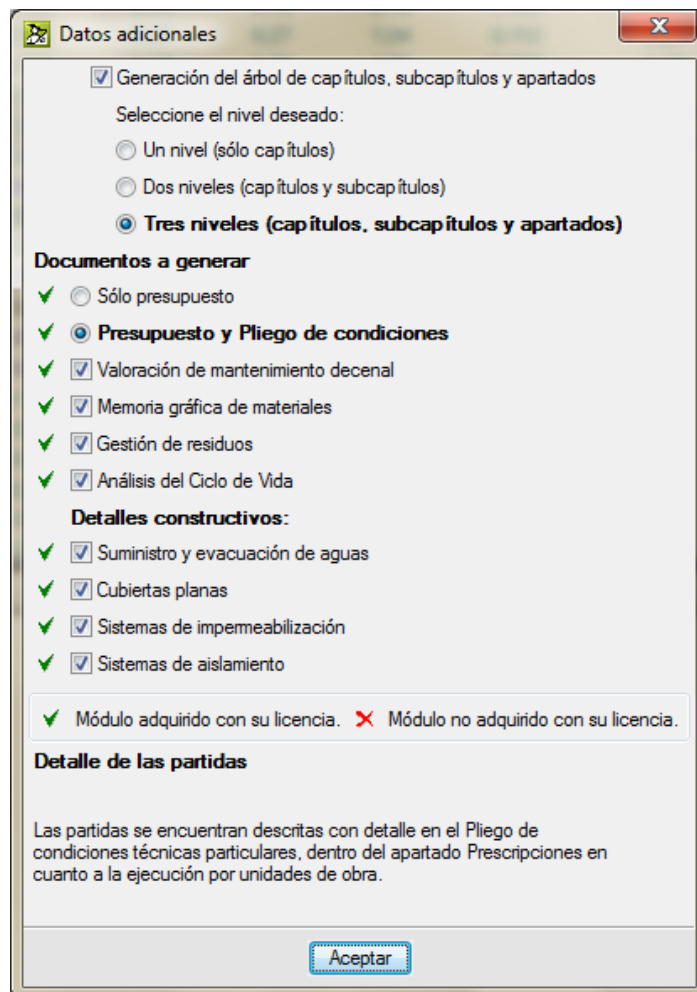 Datos adicionales
Generación del árbol de capítulos, subcapítulos y apartados
Seleccione el nivel deseado:
Un nivel (sólo capítulos)
Dos niveles (capítulos y subcapítulos)
Tres niveles (capítulos, subcapítulos y apartados)
Documentos a generar
Sólo presupuesto
Presupuesto y Pliego de condiciones
Valoración de mantenimiento decenal
Memoria gráfica de materiales
Gestión de residuos
Análisis del Ciclo de Vida
Detalles constructivos:
Suministro y evacuación de aguas
Cubiertas planas
Sistemas de impermeabilización
Sistemas de aislamiento
Módulo adquirido con su licencia. Módulo no adquirido con su licencia.
Detalle de las partidas
Las partidas se encuentran descritas con detalle en el Pliego de
condiciones técnicas particulares, dentro del apartado Prescripciones en
cuanto a la ejecución por unidades de obra.
Aceptar